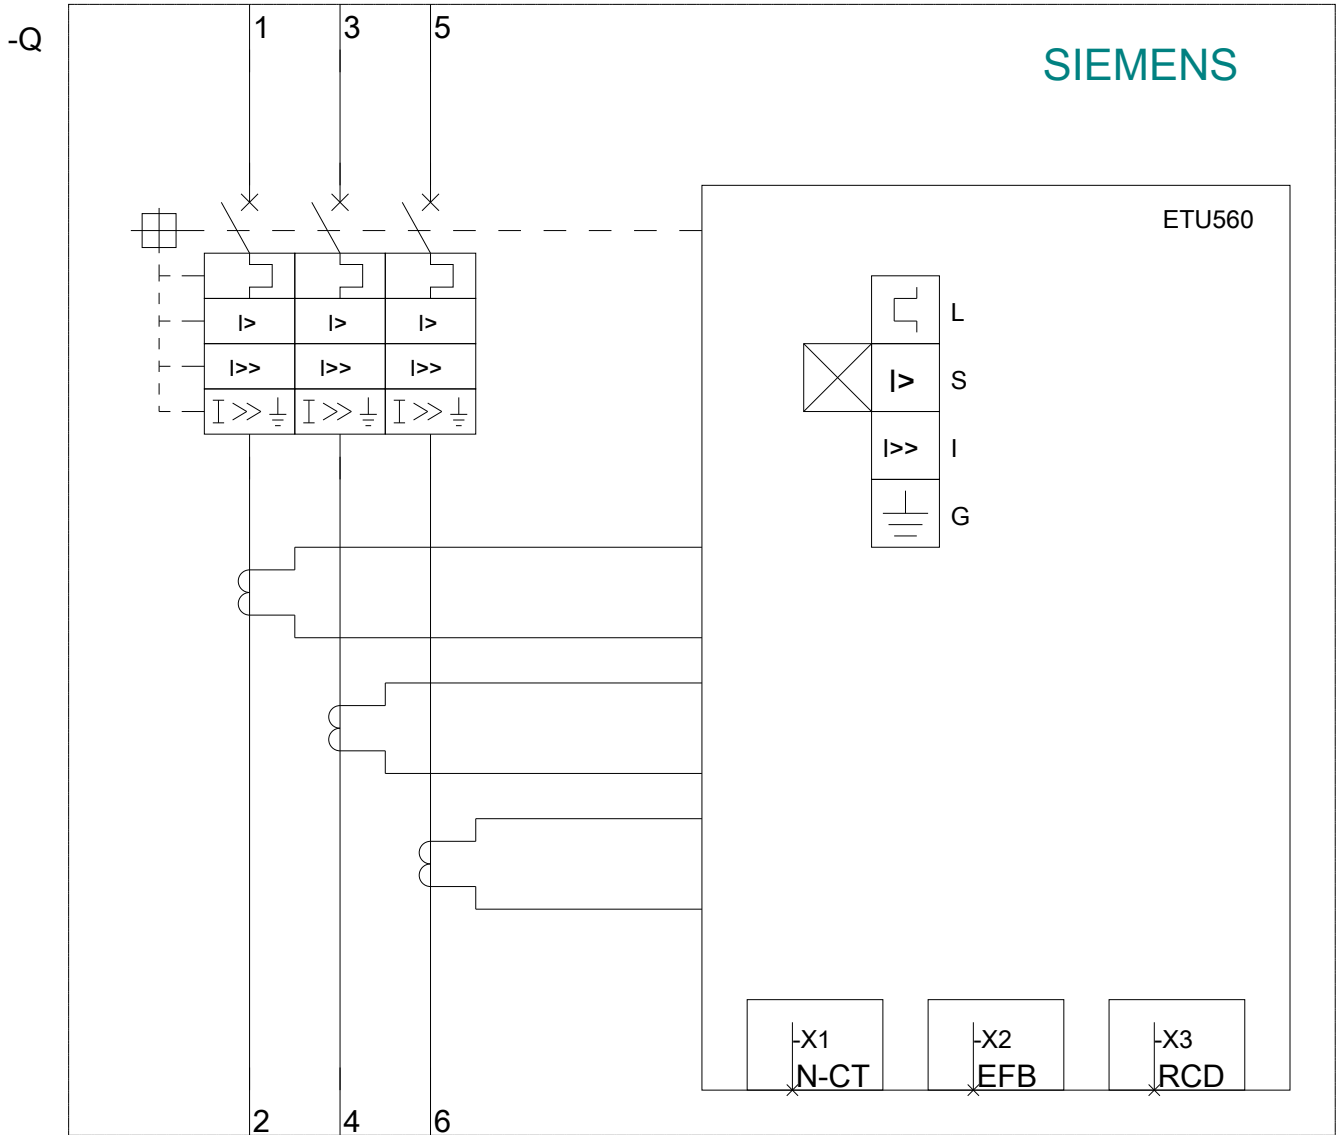 1 3 5
-Q
SIEMENS
ETU560
L
I> I> I>
I> S
I>> I>> I>>
I>> I
I >> I >> I >>
G
-X1 -X2 -X3
N-CT EFB RCD
2 4 6